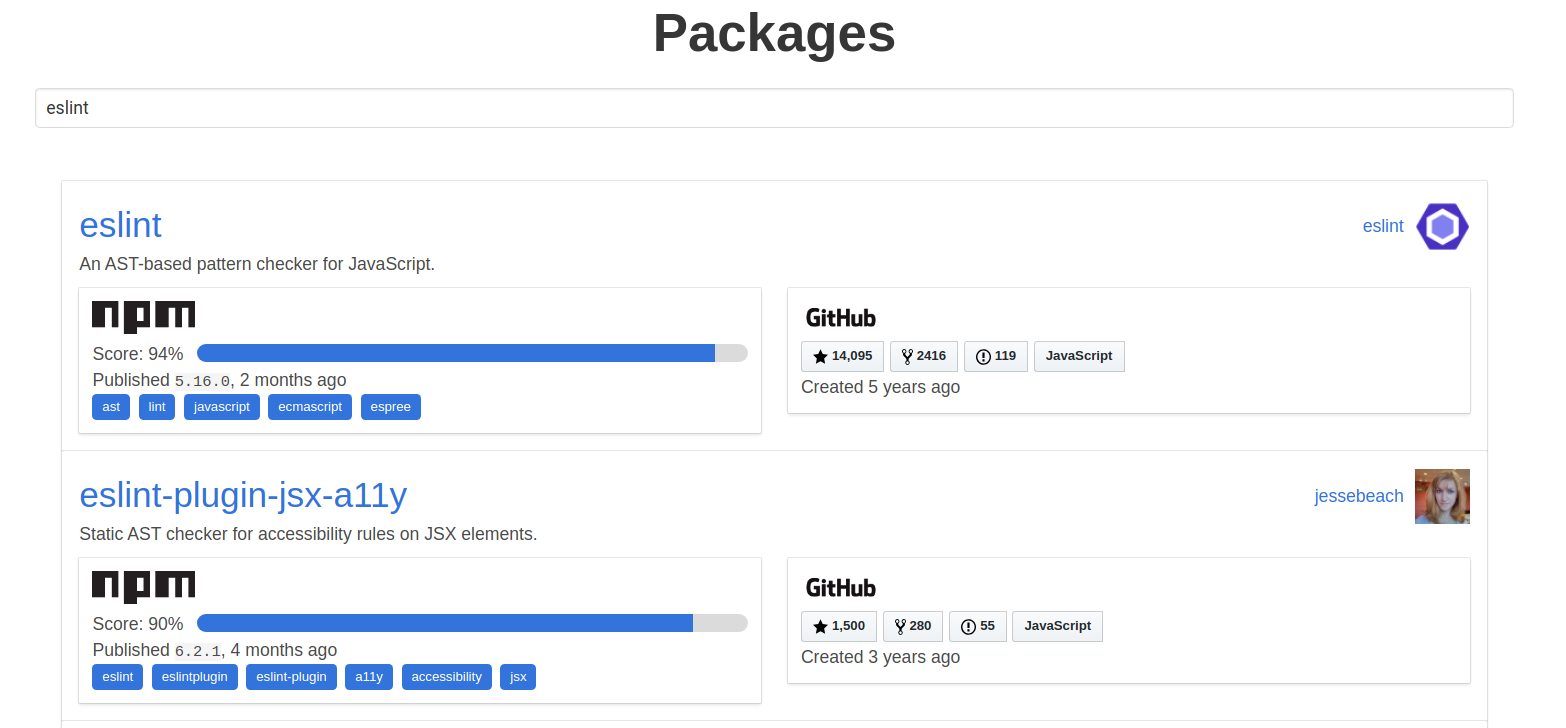 Packages
eslint
eslint
eslint
An AST-based pattern checker for JavaScript.
npm
GitHub
Score: 94%
14,095 2416 119 JavaScript
Published 5.16.0, 2 months ago
Created 5 years ago
ast lint javascript ecmascript espree
eslint-plugin-jsx-a11y
jessebeach
Static AST checker for accessibility rules on JSX elements.
npm
GitHub
Score: 90%
1,500 280 55 JavaScript
Published 6.2.1, 4 months ago
Created 3 years ago
eslint eslintplugin eslint-plugin a11y accessibility jsx